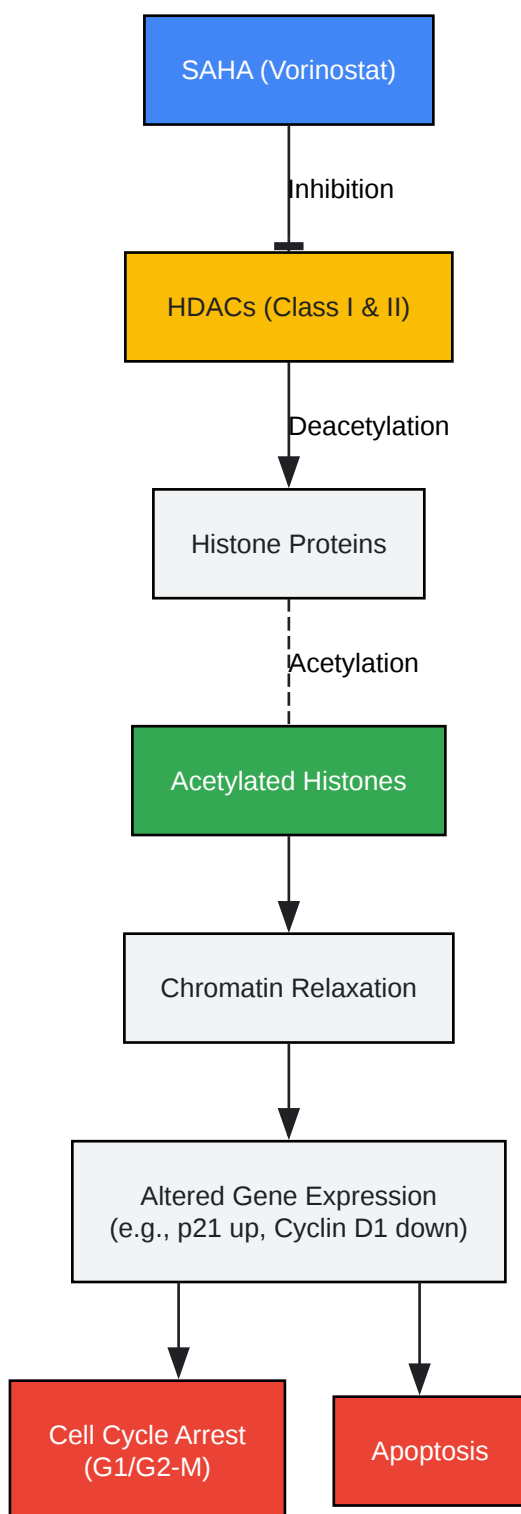 SAHA (Vorinostat)
Inhibition
HDACs (Class I & II)
Deacetylation
Histone Proteins
Acetylation
Acetylated Histones
Chromatin Relaxation
Altered Gene Expression
(e.g., p21 up, Cyclin D1 down)
Cell Cycle Arrest
(G1/G2-M)
Apoptosis